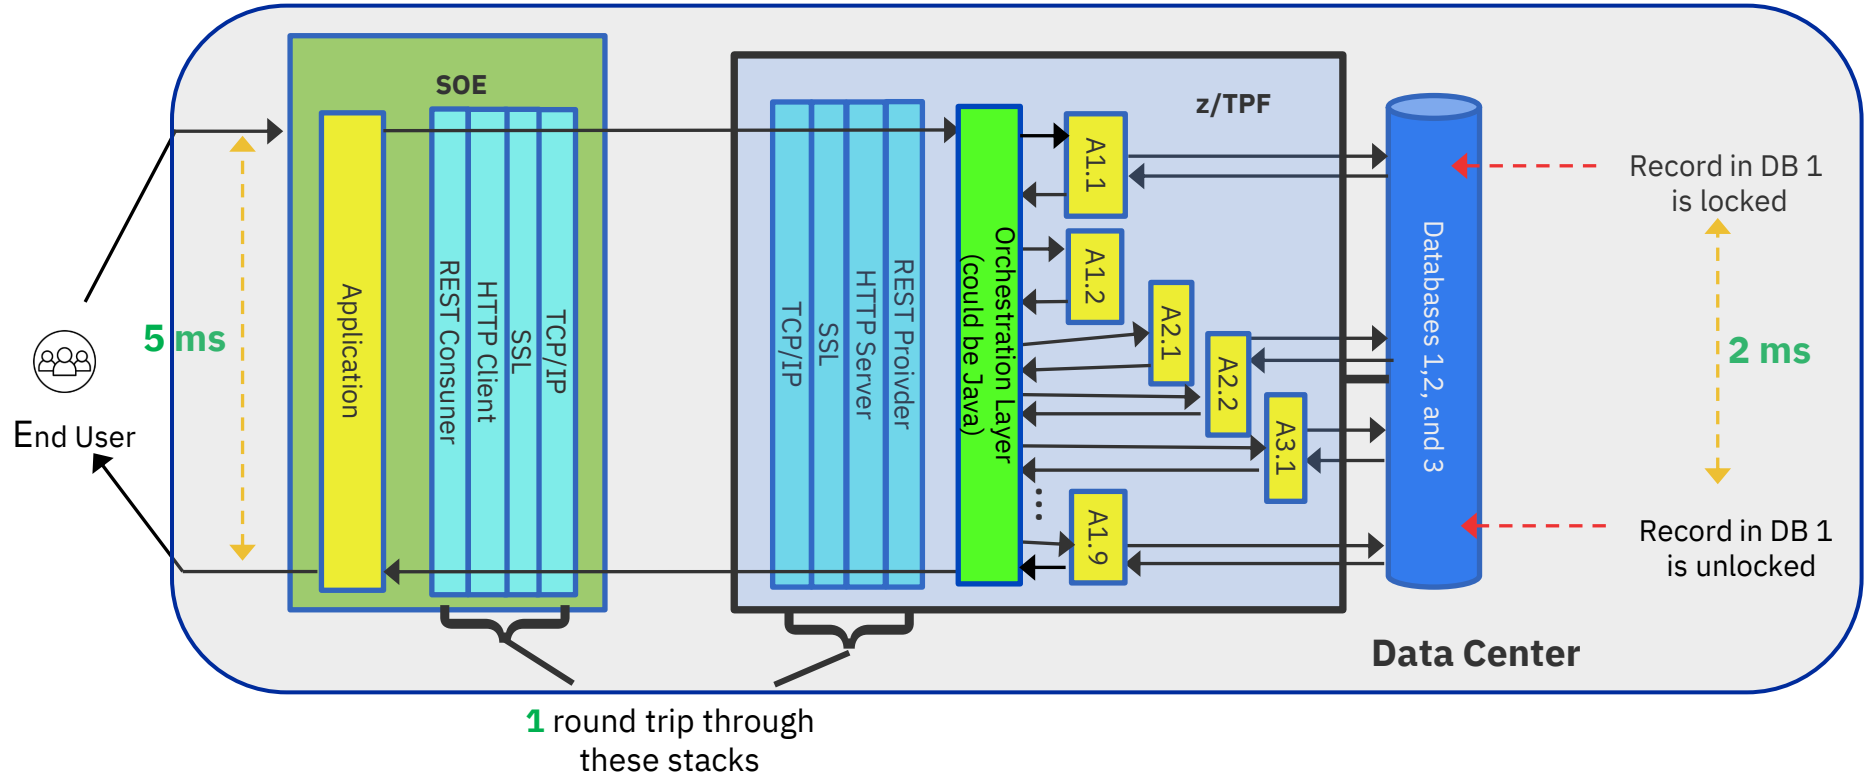 SOE
Application
REST Consuner
HTTP Client
SSL
TCP/IP
z/TPF
TCP/IP
SSL
HTTP Server
REST Proivder
Orchestration Layer
(could be Java)
A1.1
A1.2
A2.1
A2.2
A3.1
A1.9
Databases 1,2, and 3
Record in DB 1
is locked
2 ms
Record in DB 1
is unlocked
5 ms
End User
Data Center
1 round trip through
these stacks